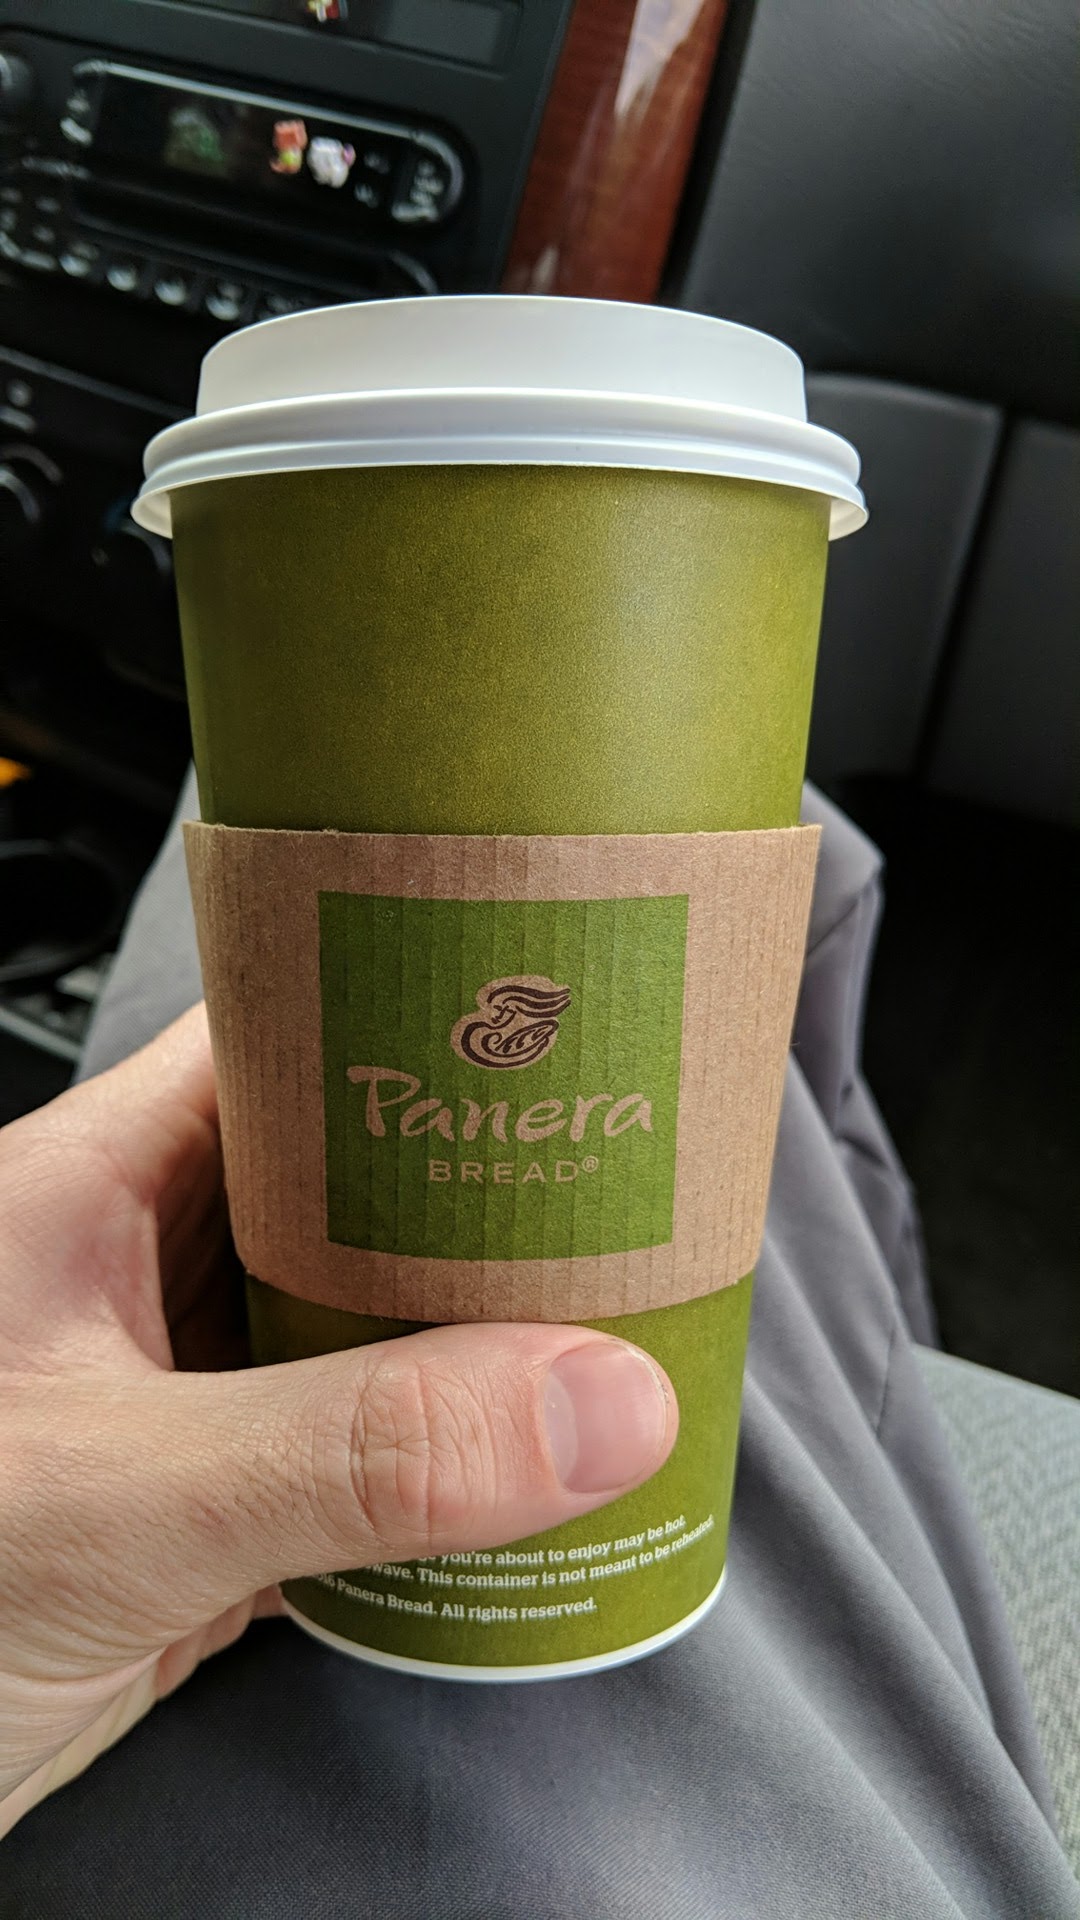 Panera
BREAD®
you're about to enjoy may be hot.
This container is not meant to be reheated.
Panera Bread. All rights reserved.